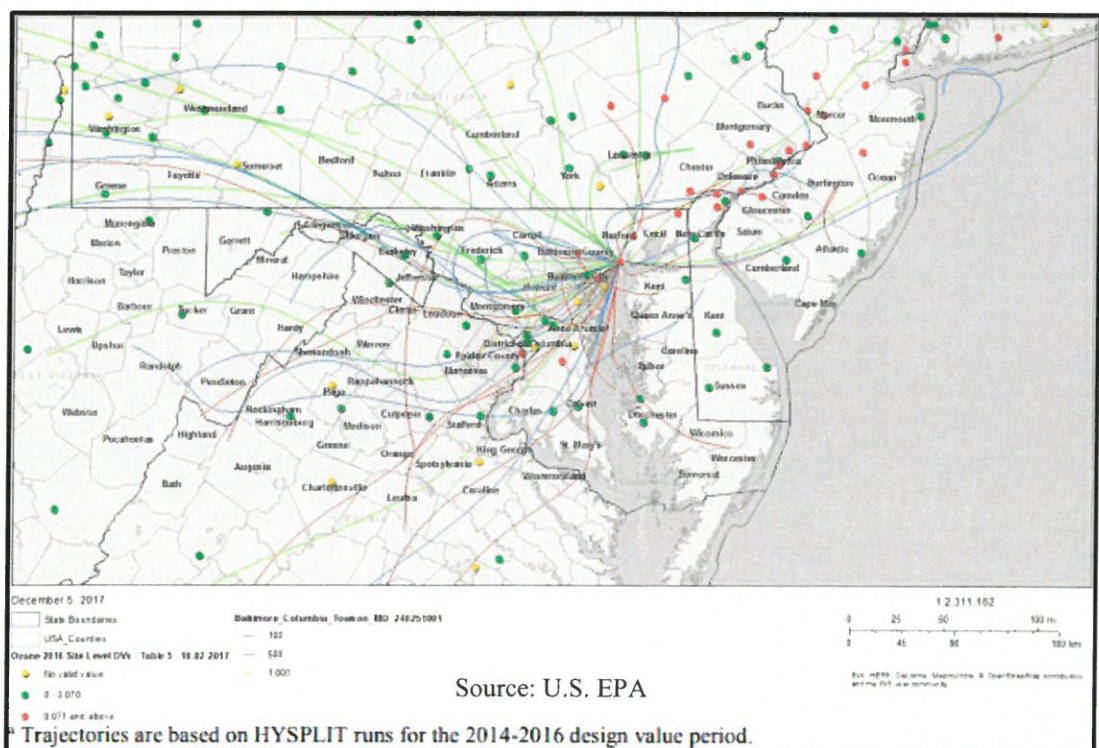 PENNSYLVANIA
Westmoreland
Washington
Cumberland
Bucks
Montgomery
Mercer
Monmouth
Somerset
Bedford
Fulton
Franklin
Adams
York
Chester
Philadelphia
Delaware
Burlington
Ocean
Fayette
Greene
Camden
Gloucester
Salem
Marion
Preston
Garrett
Allegany
Washington
Frederick
Carroll
Harford
Cecil
New Castle
Atlantic
Mineral
Berkeley
Baltimore County
Cumberland
Harrison
Taylor
Hampshire
Jefferson
Howard
Kent
Cape May
Barbour
Tucker
Grant
Winchester
Clarke
Loudoun
Montgomery
Queen Anne's
Kent
Lewis
Upshur
Hardy
Warren
Anne Arundel
District of Columbia
Caroline
Shenandoah
Fairfax County
Manassas
Talbot
Randolph
Pendleton
Page
Rappahannock
Sussex
Webster
Rockingham
Harrisonburg
Madison
Culpeper
Stafford
Charles
Calvert
Dorchester
Pocahontas
Highland
Greene
Orange
King George
St. Mary's
Wicomico
Worcester
Augusta
Spotsylvania
Westmoreland
Somerset
Bath
Charlottesville
Louisa
Caroline
December 5, 2017
State Boundaries
USA_Counties
Ozone 2016 Site Level DVs - Table 5 - 10.02.2017
No valid value
0 - 0.070
0.071 and above
Baltimore_Columbia_Towson_MD_240251001
100
500
1,000
Source: U.S. EPA
1:2,311,162
0 25 50 100 mi
0 45 90 180 km
a Trajectories are based on HYSPLIT runs for the 2014-2016 design value period.